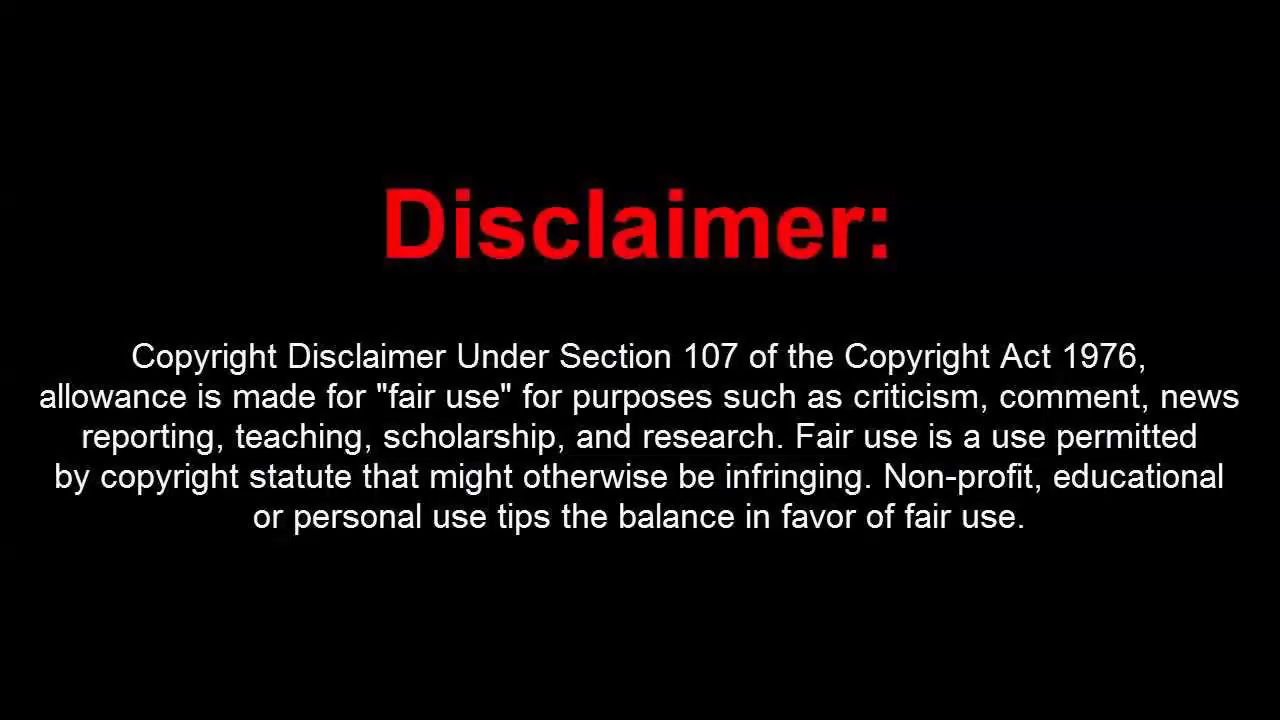 Disclaimer:
Copyright Disclaimer Under Section 107 of the Copyright Act 1976,
allowance is made for "fair use" for purposes such as criticism, comment, news
reporting, teaching, scholarship, and research. Fair use is a use permitted
by copyright statute that might otherwise be infringing. Non-profit, educational
or personal use tips the balance in favor of fair use.